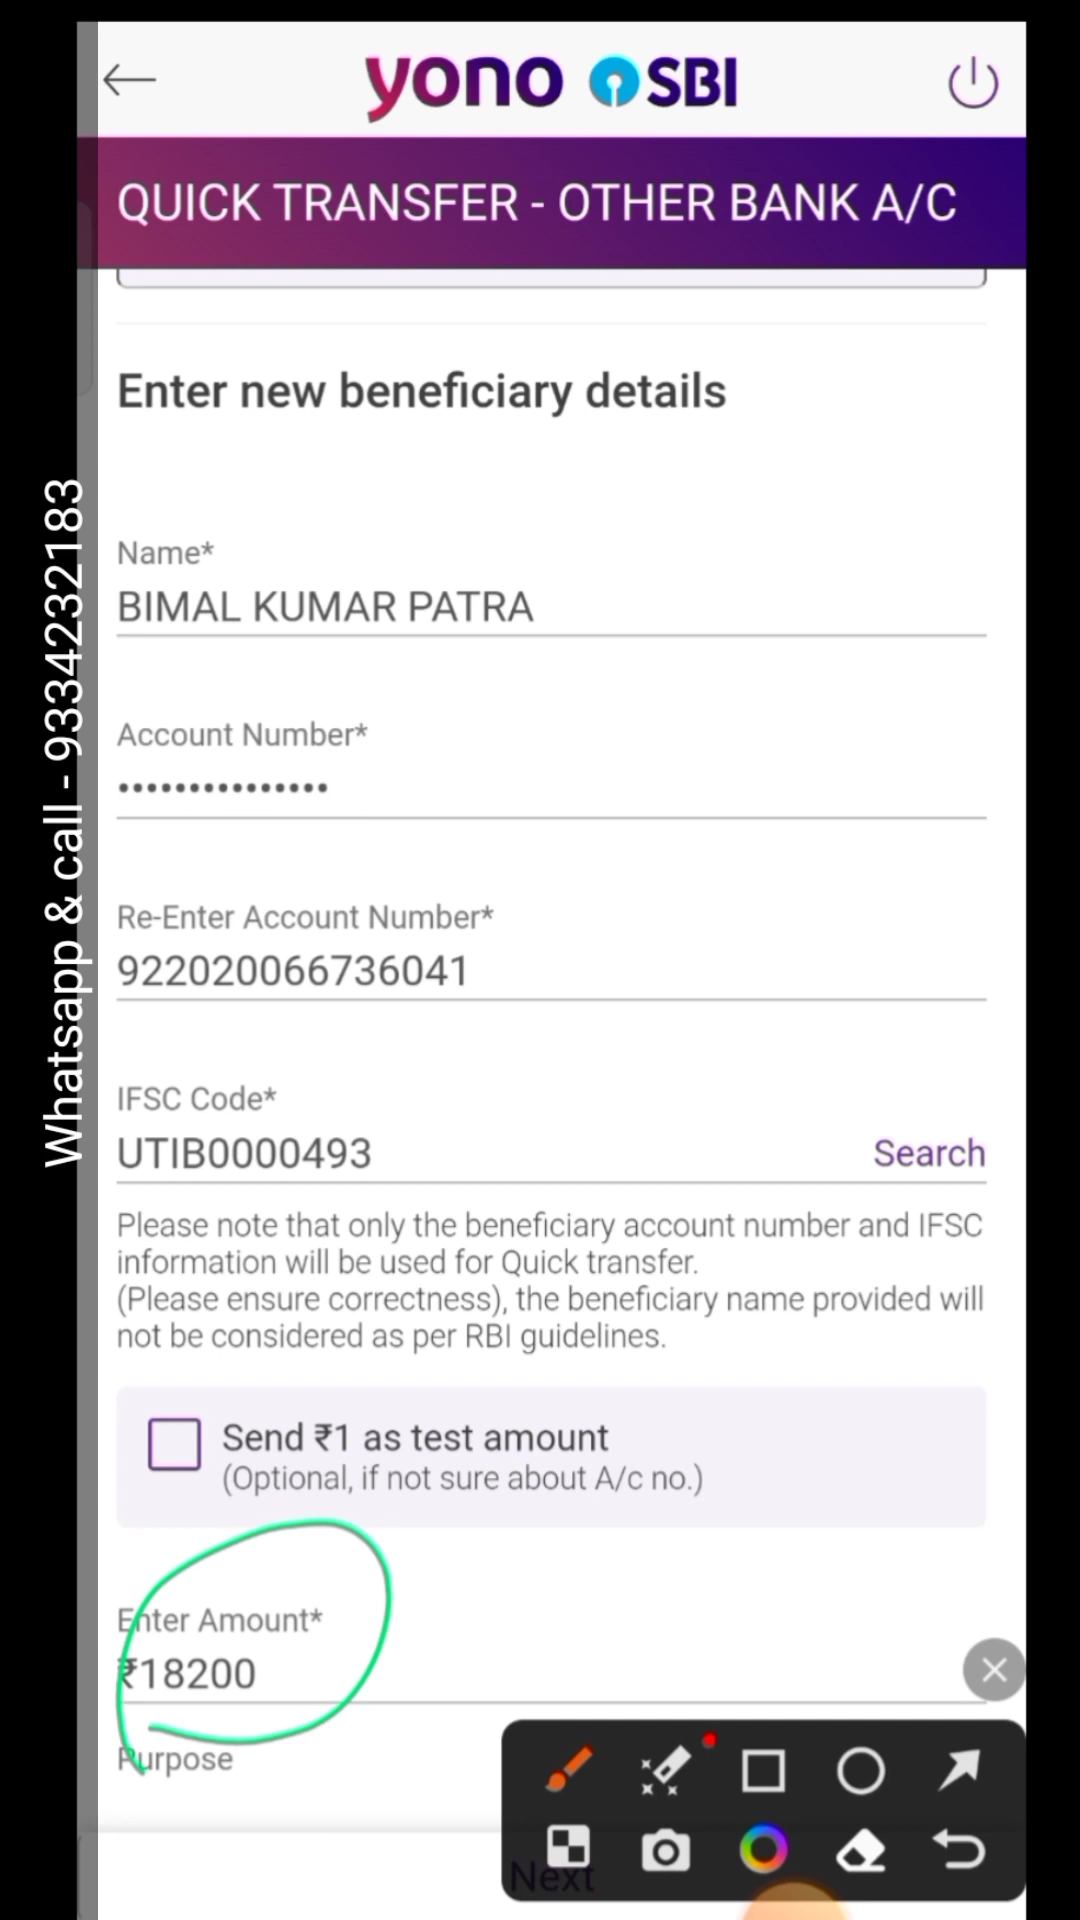 yono SBI
QUICK TRANSFER - OTHER BANK A/C
Enter new beneficiary details
Name*
BIMAL KUMAR PATRA
Account Number*
•••••••••••••••
Re-Enter Account Number*
922020066736041
IFSC Code*
UTIB0000493
Search
Please note that only the beneficiary account number and IFSC
information will be used for Quick transfer.
(Please ensure correctness), the beneficiary name provided will
not be considered as per RBI guidelines.
Send ₹1 as test amount
(Optional, if not sure about A/c no.)
Enter Amount*
₹18200
Purpose
Next
Whatsapp & call - 9334232183